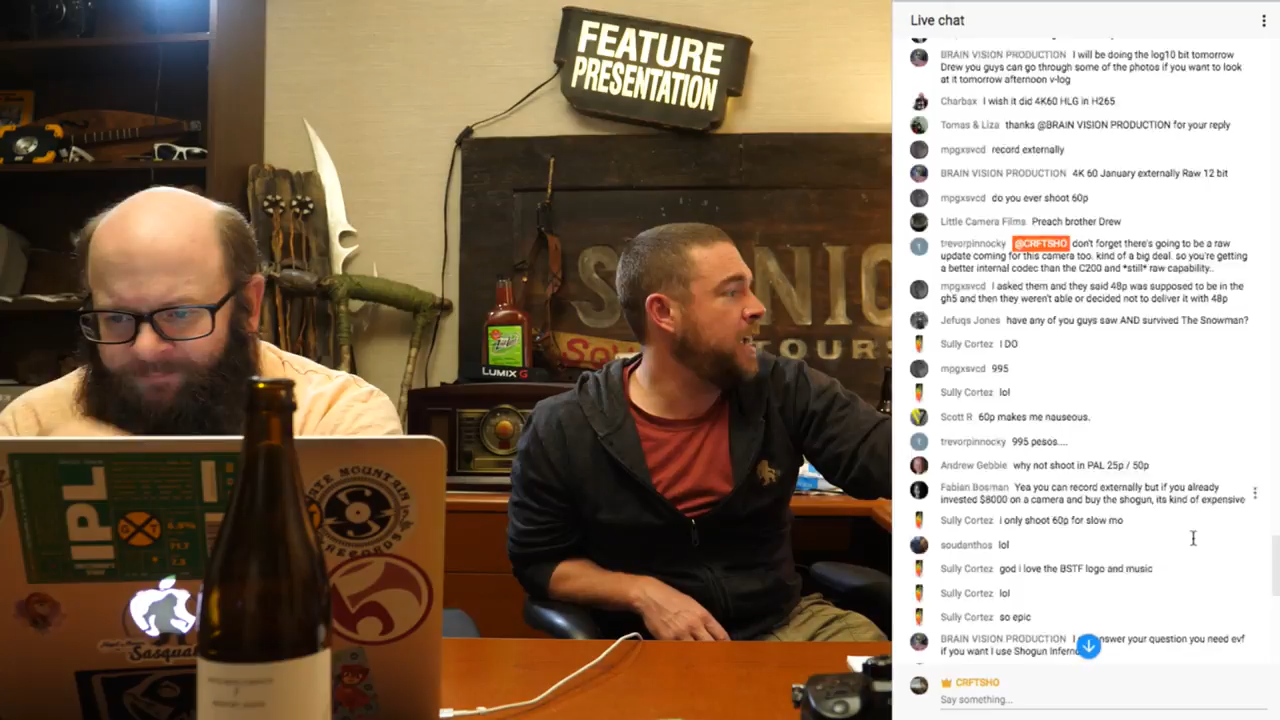 FEATURE
PRESENTATION
LUMIX G
TOURS
IPL
6.5%
71.7
7.3
RECORDS
Sasqua
Live chat
BRAIN VISION PRODUCTION I will be doing the log10 bit tomorrow
Drew you guys can go through some of the photos if you want to look
at it tomorrow afternoon v-log
Charbax I wish it did 4K60 HLG in H265
Tomas & Liza thanks @BRAIN VISION PRODUCTION for your reply
mpgxsvcd record externally
BRAIN VISION PRODUCTION 4K 60 January externally Raw 12 bit
mpgxsvcd do you ever shoot 60p
Little Camera Films Preach brother Drew
trevorpinnocky @CRFTSHO don't forget there's going to be a raw
update coming for this camera too. kind of a big deal. so you're getting
a better internal codec than the C200 and *still* raw capability..
mpgxsvcd I asked them and they said 48p was supposed to be in the
gh5 and then they weren't able or decided not to deliver it with 48p
Jefuqs Jones have any of you guys saw AND survived The Snowman?
Sully Cortez I DO
mpgxsvcd 995
Sully Cortez lol
Scott R 60p makes me nauseous.
trevorpinnocky 995 pesos....
Andrew Gebbie why not shoot in PAL 25p / 50p
Fabian Bosman Yea you can record externally but if you already
invested $8000 on a camera and buy the shogun, its kind of expensive
Sully Cortez i only shoot 60p for slow mo
soudanthos lol
Sully Cortez god i love the BSTF logo and music
Sully Cortez lol
Sully Cortez so epic
BRAIN VISION PRODUCTION I answer your question you need evf
if you want I use Shogun Inferno
CRFTSHO
Say something...